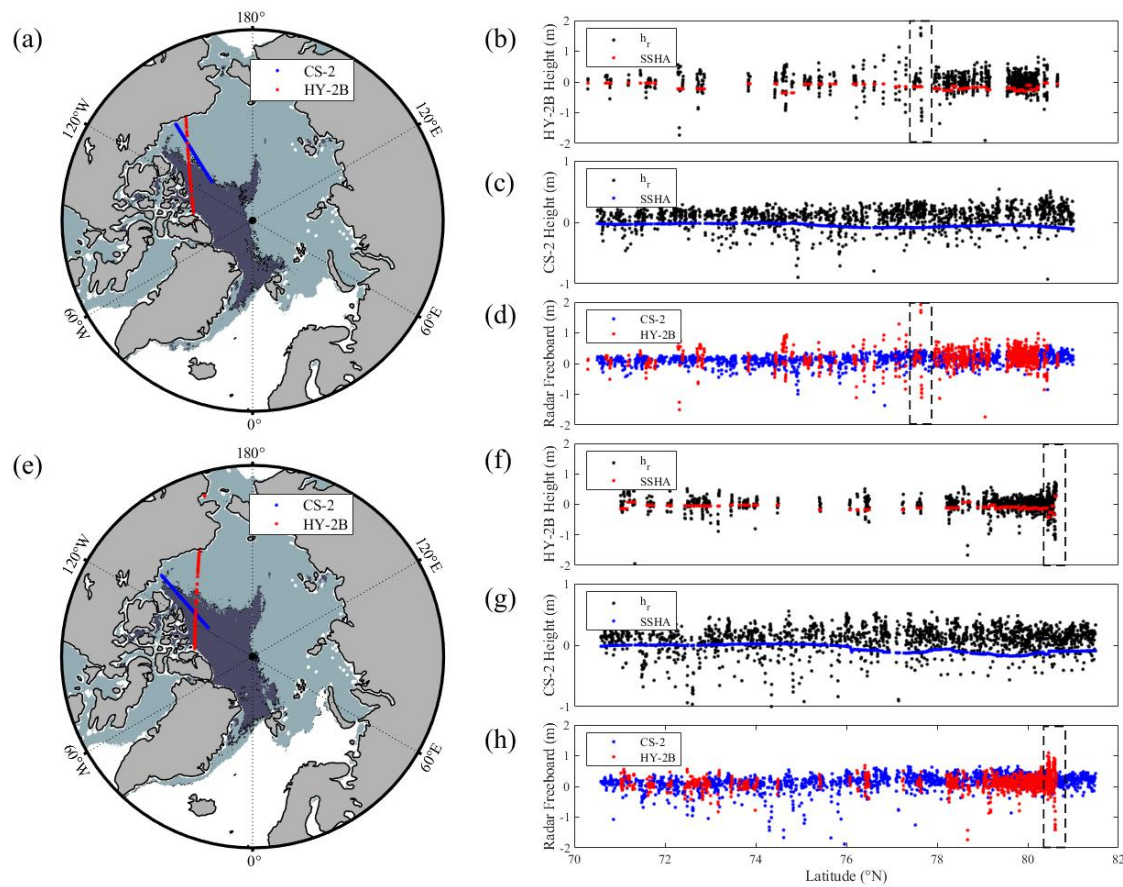 (a)
180°
CS-2
HY-2B
120°W
120°E
60°W
60°E
0°
(b)
HY-2B Height (m)
2
1
0
-1
-2
h_r
SSHA
(c)
CS-2 Height (m)
1
0
-1
h_r
SSHA
(d)
Radar Freeboard (m)
2
1
0
-1
-2
CS-2
HY-2B
(e)
180°
CS-2
HY-2B
120°W
120°E
60°W
60°E
0°
(f)
HY-2B Height (m)
2
1
0
-1
-2
h_r
SSHA
(g)
CS-2 Height (m)
1
0
-1
h_r
SSHA
(h)
Radar Freeboard (m)
2
1
0
-1
-2
CS-2
HY-2B
70 72 74 76 78 80 82
Latitude (°N)